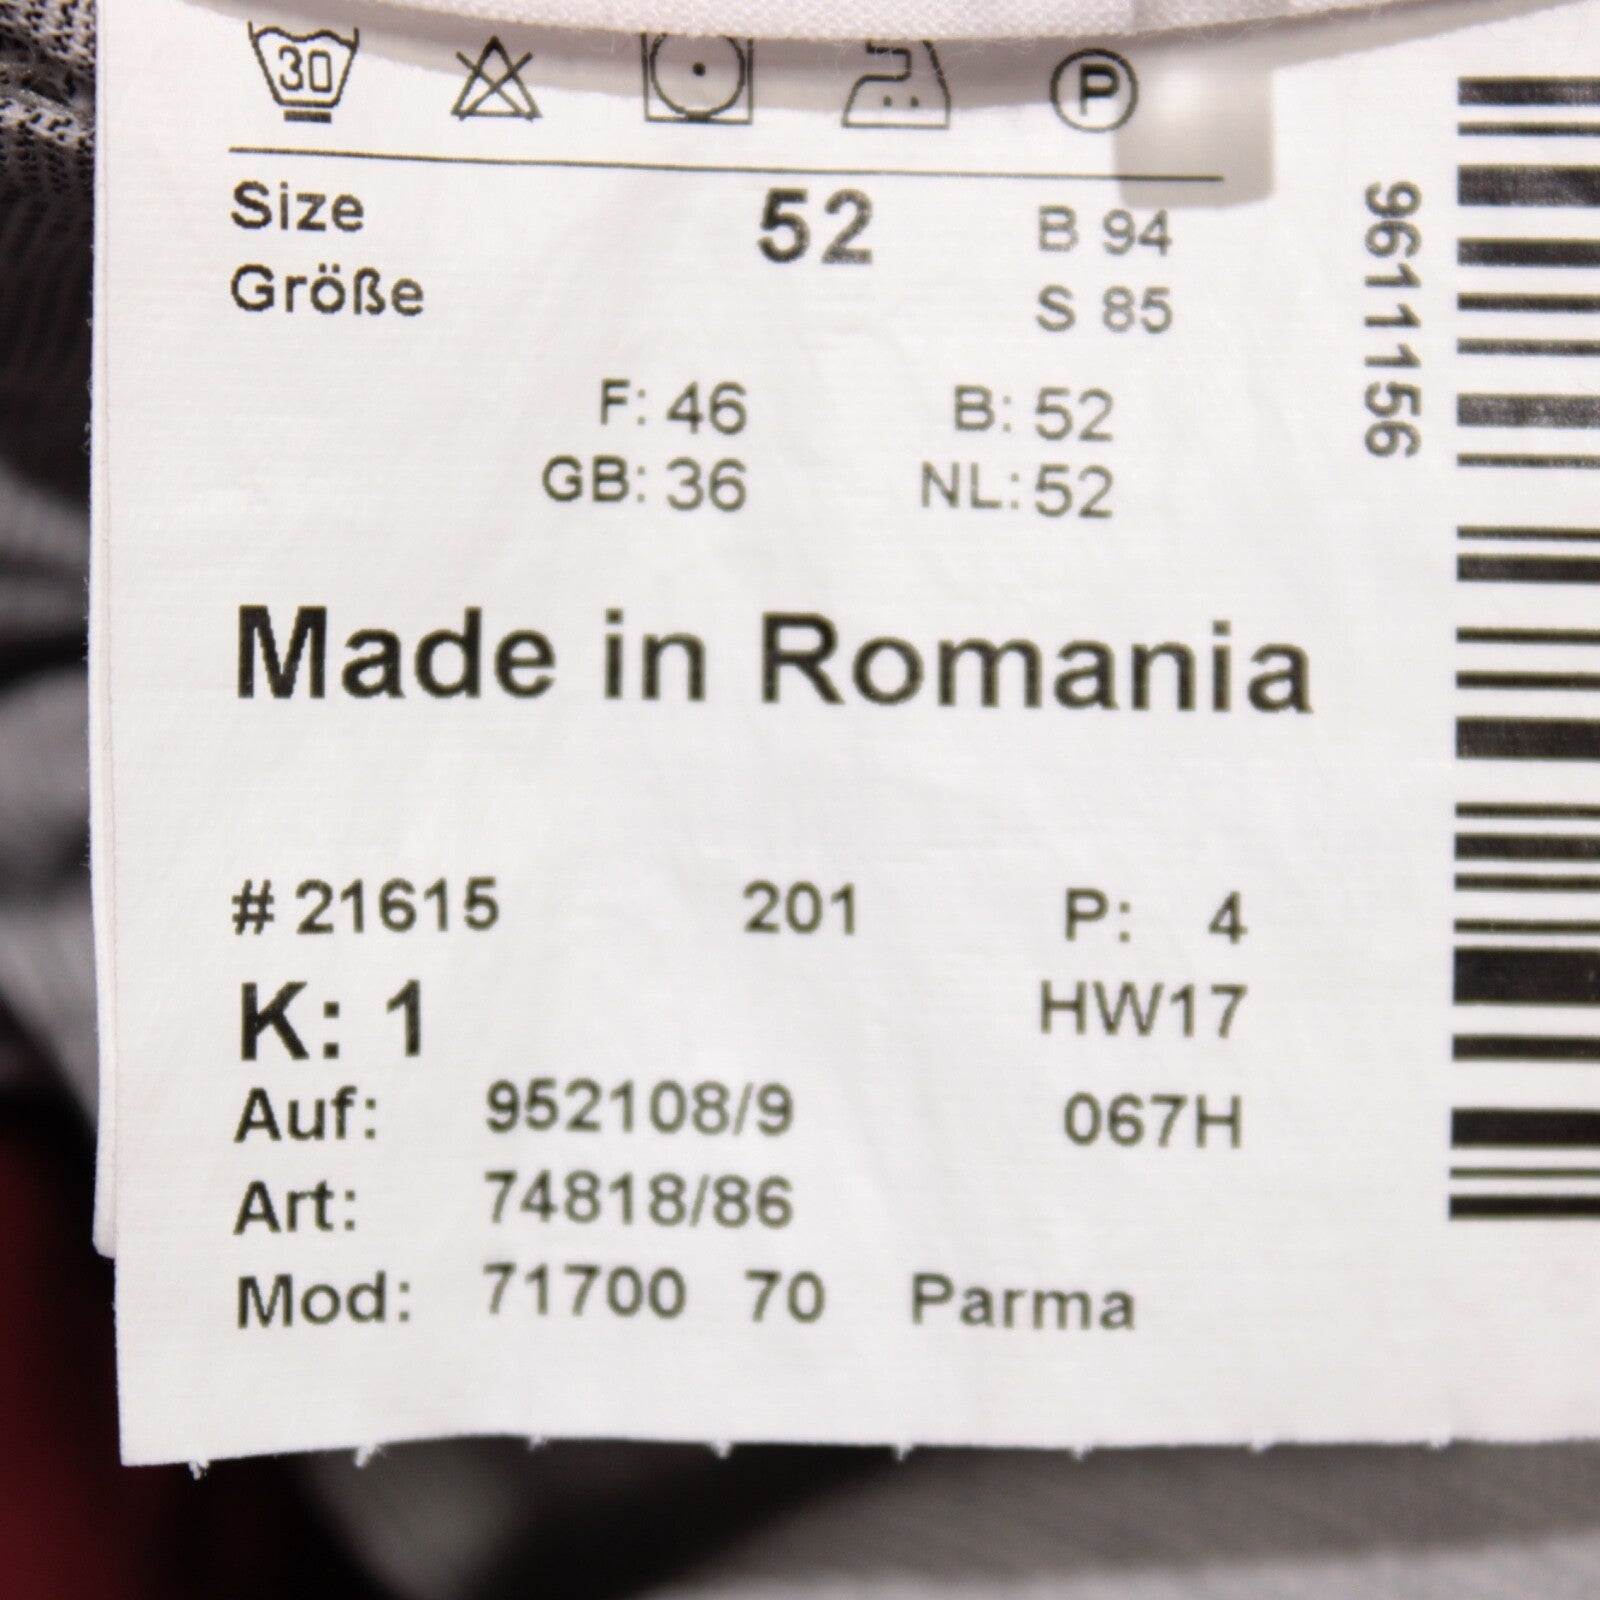 30 P
Size 52 B 94
Größe S 85
F: 46 B: 52
GB: 36 NL: 52
Made in Romania
# 21615 201 P: 4
K: 1 HW17
Auf: 952108/9 067H
Art: 74818/86
Mod: 71700 70 Parma
9611156